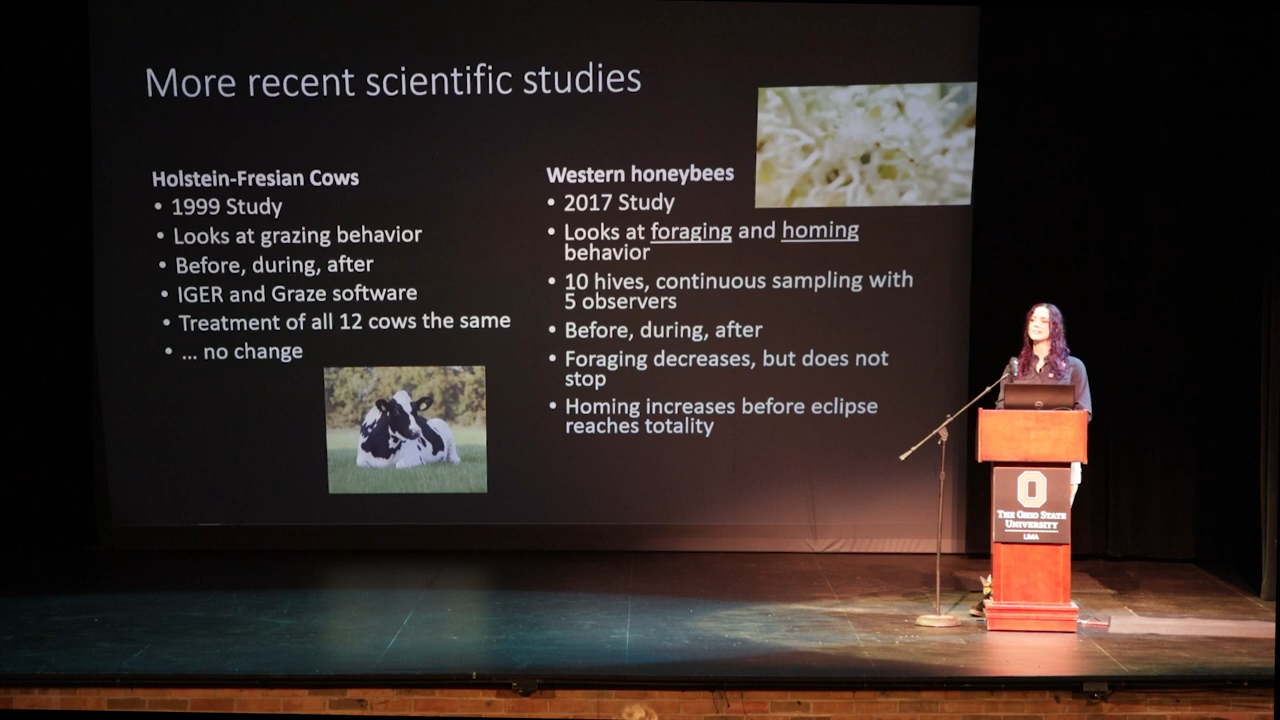 More recent scientific studies
Holstein-Fresian Cows
• 1999 Study
• Looks at grazing behavior
• Before, during, after
• IGER and Graze software
• Treatment of all 12 cows the same
• ... no change
Western honeybees
• 2017 Study
• Looks at foraging and homing
behavior
• 10 hives, continuous sampling with
5 observers
• Before, during, after
• Foraging decreases, but does not
stop
• Homing increases before eclipse
reaches totality
O
THE OHIO STATE
UNIVERSITY
LIMA